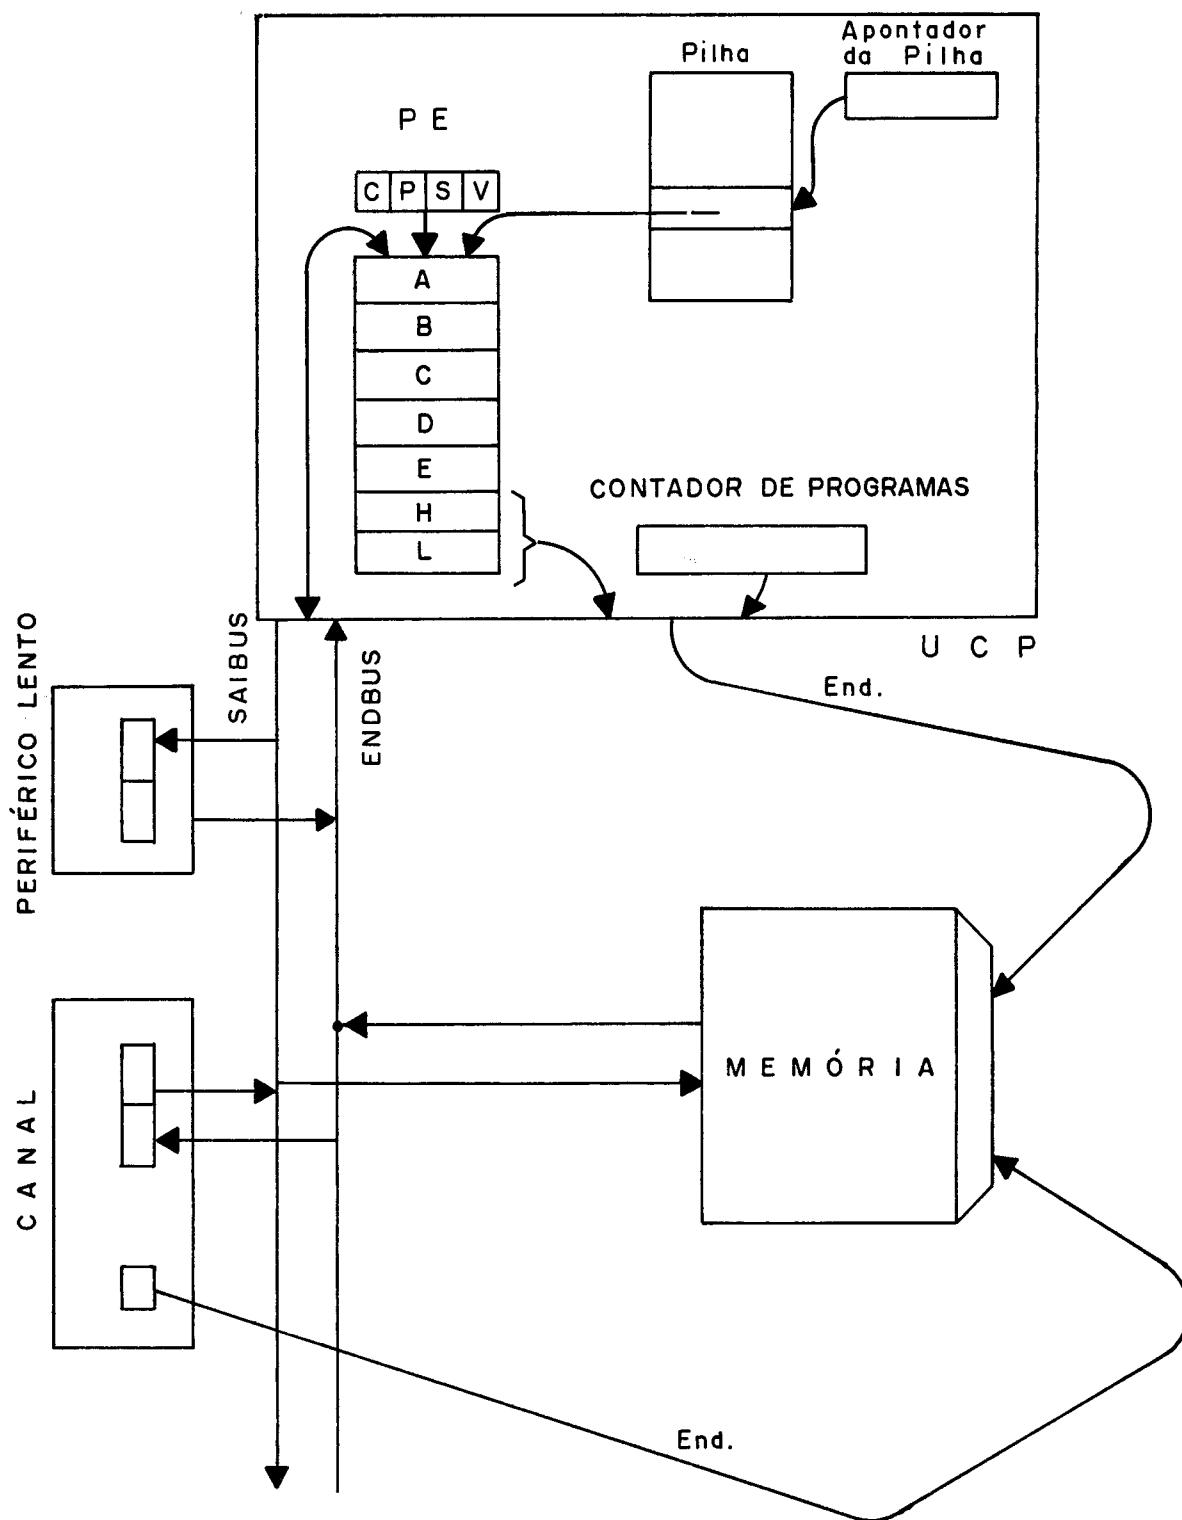 Apontador
da Pilha
Pilha
P E
C P S V
A
B
C
D
E
H
L
CONTADOR DE PROGRAMAS
U C P
SAIBUS
ENDBUS
End.
PERIFÉRICO LENTO
MEMÓRIA
CANAL
End.